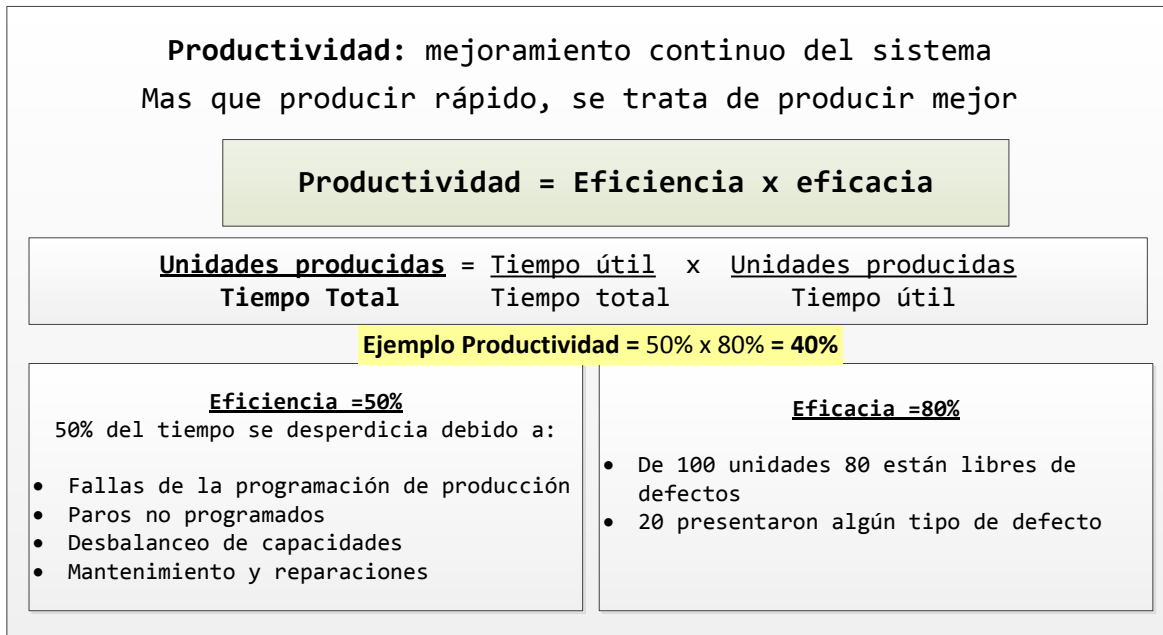 Productividad: mejoramiento continuo del sistema
Mas que producir rápido, se trata de producir mejor
Productividad = Eficiencia x eficacia
Unidades producidas = Tiempo útil x Unidades producidas
Tiempo Total Tiempo total Tiempo útil
Ejemplo Productividad = 50% x 80% = 40%
Eficiencia =50%
50% del tiempo se desperdicia debido a:
• Fallas de la programación de producción
• Paros no programados
• Desbalanceo de capacidades
• Mantenimiento y reparaciones
Eficacia =80%
• De 100 unidades 80 están libres de
defectos
• 20 presentaron algún tipo de defecto